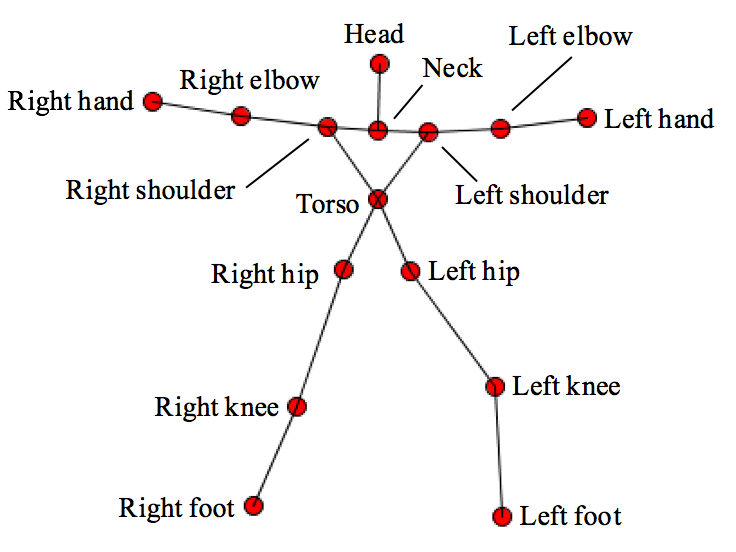 Head
Left elbow
Neck
Right elbow
Right hand
Left hand
Right shoulder
Left shoulder
Torso
Right hip
Left hip
Left knee
Right knee
Right foot
Left foot